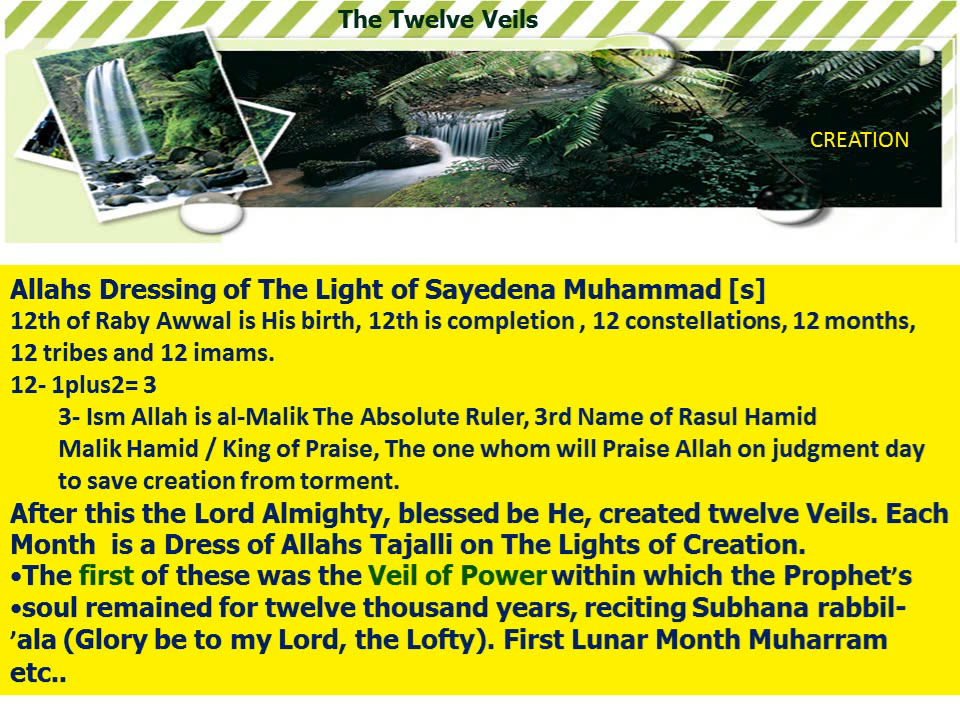 The Twelve Veils
CREATION
Allahs Dressing of The Light of Sayedena Muhammad [s]
12th of Raby Awwal is His birth, 12th is completion , 12 constellations, 12 months,
12 tribes and 12 imams.
12- 1plus2= 3
3- Ism Allah is al-Malik The Absolute Ruler, 3rd Name of Rasul Hamid
Malik Hamid / King of Praise, The one whom will Praise Allah on judgment day
to save creation from torment.
After this the Lord Almighty, blessed be He, created twelve Veils. Each
Month is a Dress of Allahs Tajalli on The Lights of Creation.
•The first of these was the Veil of Power within which the Prophet’s
•soul remained for twelve thousand years, reciting Subhana rabbil-
’ala (Glory be to my Lord, the Lofty). First Lunar Month Muharram
etc..